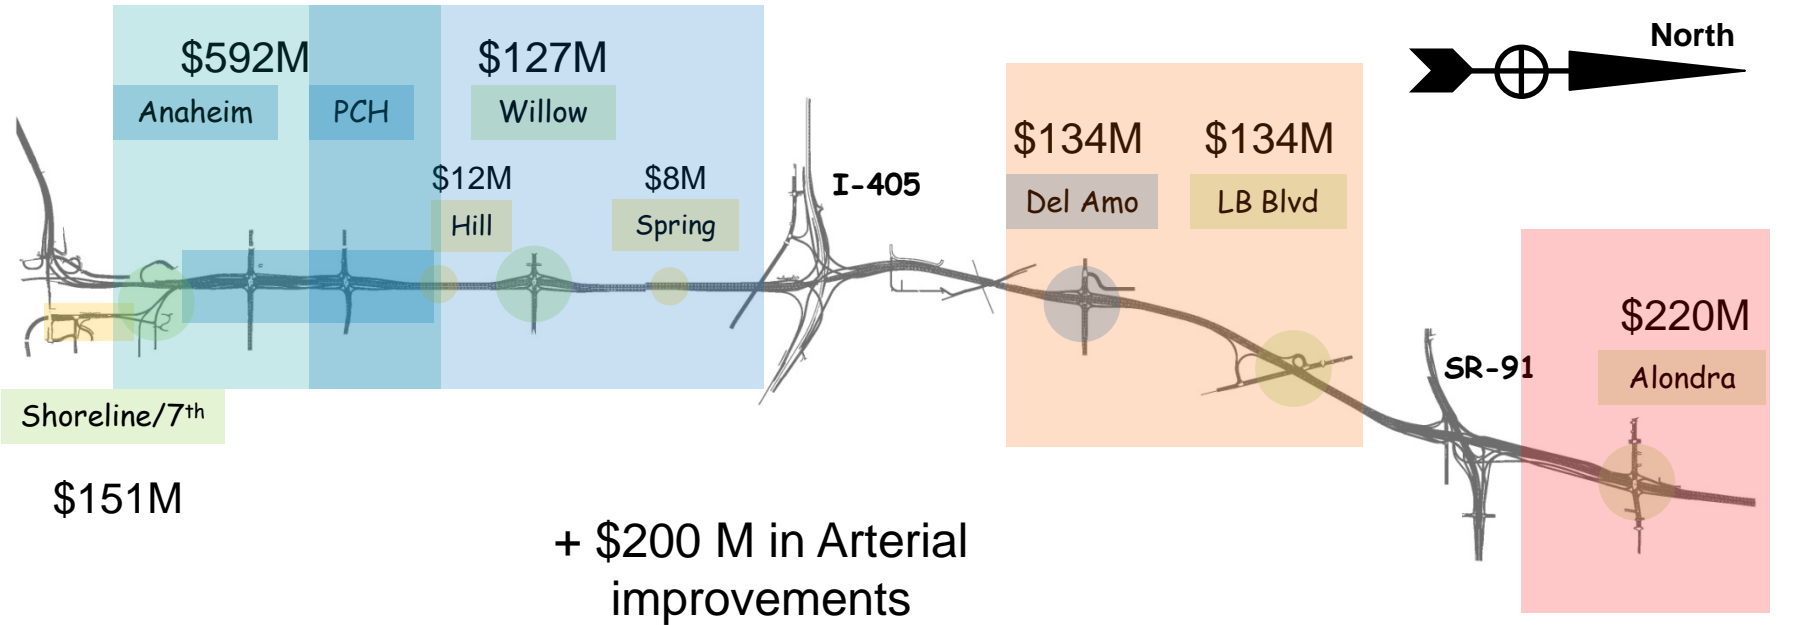 North
$592M
$127M
Anaheim
PCH
Willow
$134M
$134M
$12M
$8M
I-405
Del Amo
LB Blvd
Hill
Spring
$220M
SR-91
Alondra
Shoreline/7th
$151M
+ $200 M in Arterial
improvements